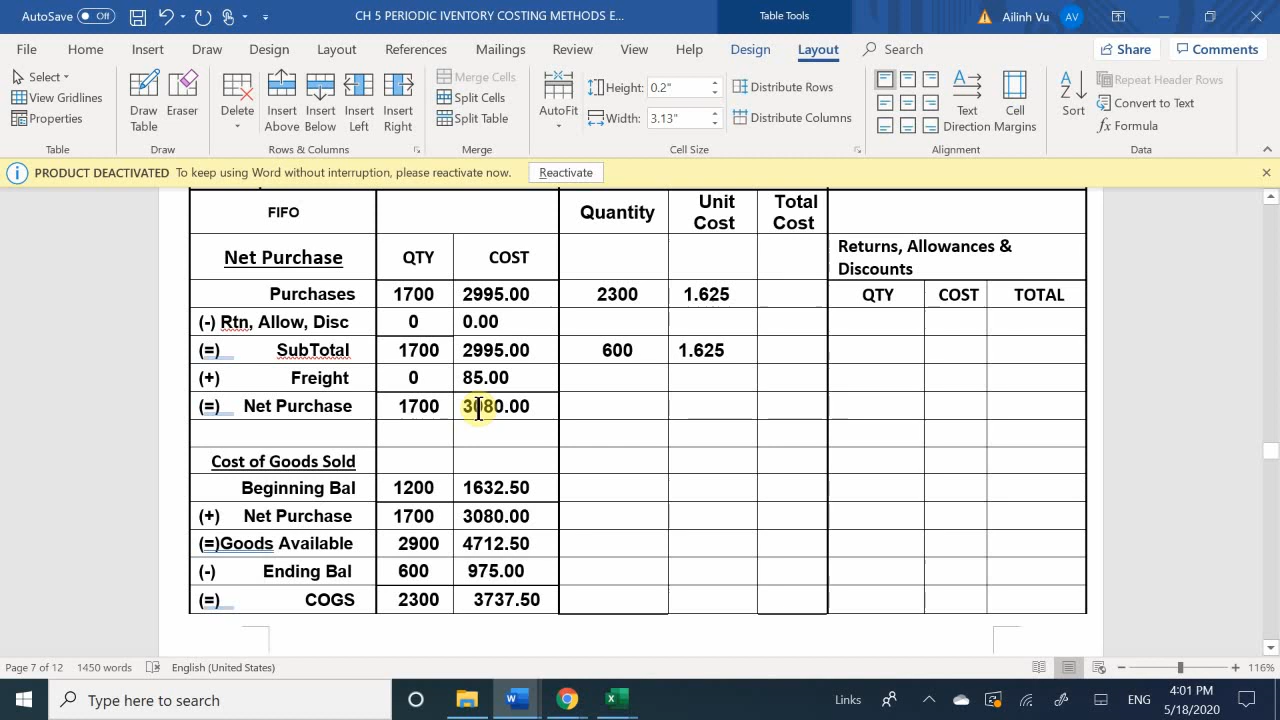 AutoSave Off CH 5 PERIODIC IVENTORY COSTING METHODS E... Table Tools Ailinh Vu AV
File Home Insert Draw Design Layout References Mailings Review View Help Design Layout Search Share Comments
Select
View Gridlines
Properties
Draw Table
Eraser
Delete
Insert Above
Insert Below
Insert Left
Insert Right
Merge Cells
Split Cells
Split Table
AutoFit
Height: 0.2"
Width: 3.13"
Distribute Rows
Distribute Columns
Text Direction
Cell Margins
Sort
Repeat Header Rows
Convert to Text
Formula
Table Draw Rows & Columns Merge Cell Size Alignment Data
PRODUCT DEACTIVATED To keep using Word without interruption, please reactivate now. Reactivate
FIFO Quantity Unit Cost Total Cost
Net Purchase QTY COST Returns, Allowances & Discounts
Purchases 1700 2995.00 2300 1.625 QTY COST TOTAL
(-) Rtn, Allow, Disc 0 0.00
(=) SubTotal 1700 2995.00 600 1.625
(+) Freight 0 85.00
(=) Net Purchase 1700 3080.00
Cost of Goods Sold
Beginning Bal 1200 1632.50
(+) Net Purchase 1700 3080.00
(=)Goods Available 2900 4712.50
(-) Ending Bal 600 975.00
(=) COGS 2300 3737.50
Page 7 of 12 1450 words English (United States) 116%
Type here to search Links ENG 4:01 PM
5/18/2020